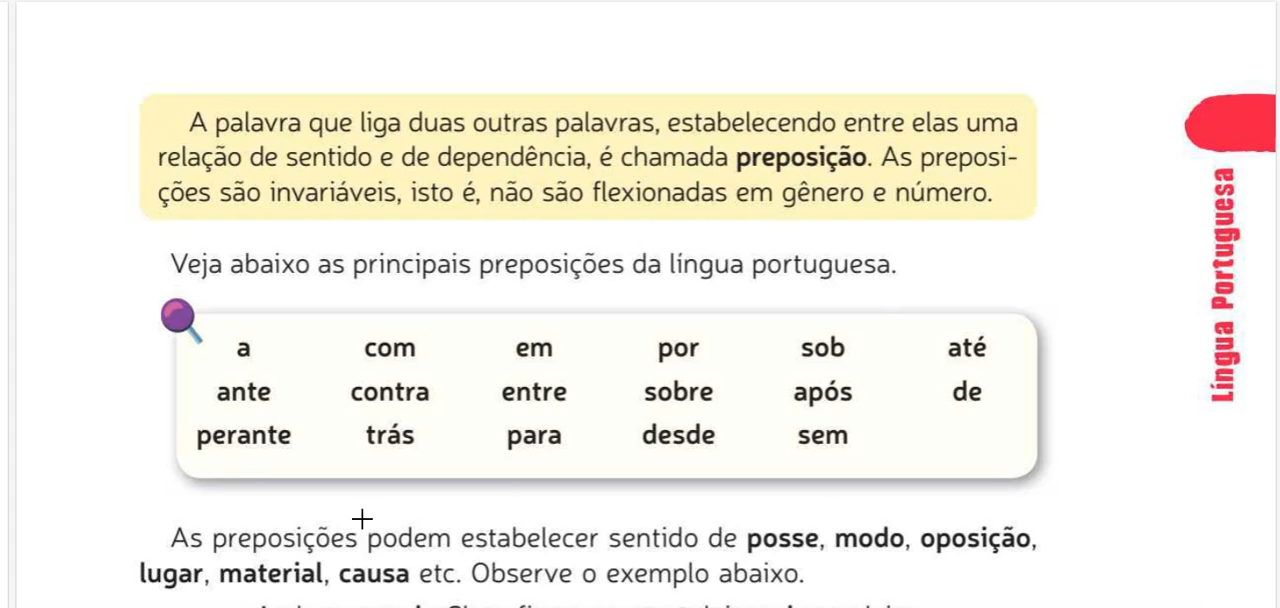 A palavra que liga duas outras palavras, estabelecendo entre elas uma
relação de sentido e de dependência, é chamada preposição. As preposi-
ções são invariáveis, isto é, não são flexionadas em gênero e número.
Veja abaixo as principais preposições da língua portuguesa.
a com em por sob até
ante contra entre sobre após de
perante trás para desde sem
As preposições podem estabelecer sentido de posse, modo, oposição,
lugar, material, causa etc. Observe o exemplo abaixo.
Língua Portuguesa